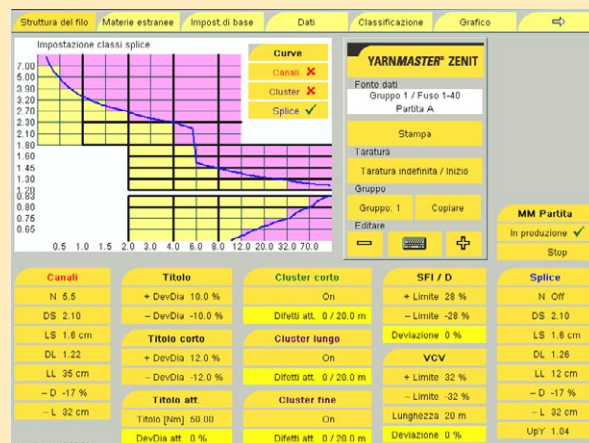 Struttura del filo Materie estranee Impost.di base Dati Classificazione Grafico
Impostazione classi splice
7.00
5.00
3.90
3.20
2.70
2.30
2.10
1.80
1.60
1.45
1.30
1.20
0.83
0.80
0.75
0.65
0.5 1.0 1.5 2.0 3.0 4.0 6.0 8.0 12.0 20.0 32.0 70.0
Curve
Canali
Cluster
Splice
YARNMASTER® ZENIT
Fonte dati
Gruppo 1 / Fuso 1-40
Partita A
Stampa
Taratura
Taratura indefinita / Inizio
Gruppo
Gruppo: 1 Copiare
Editare
MM Partita
In produzione
Stop
Canali
N 5.5
DS 2.10
LS 1.6 cm
DL 1.22
LL 35 cm
– D -17 %
– L 32 cm
Titolo
+ DevDia 10.0 %
– DevDia -10.0 %
Titolo corto
+ DevDia 12.0 %
– DevDia -12.0 %
Titolo att.
Titolo [Nm] 50.00
DevDia att. 0 %
Cluster corto
On
Difetti att. 0 / 20.0 m
Cluster lungo
On
Difetti att. 0 / 20.0 m
Cluster fine
On
Difetti att. 0 / 20.0 m
SFI / D
+ Limite 28 %
– Limite -28 %
Deviazione 0 %
VCV
+ Limite 32 %
– Limite -32 %
Lunghezza 20 m
Deviazione 0 %
Splice
N Off
DS 2.10
LS 1.6 cm
DL 1.26
LL 12 cm
– D -17 %
– L 32 cm
UpY 1.04